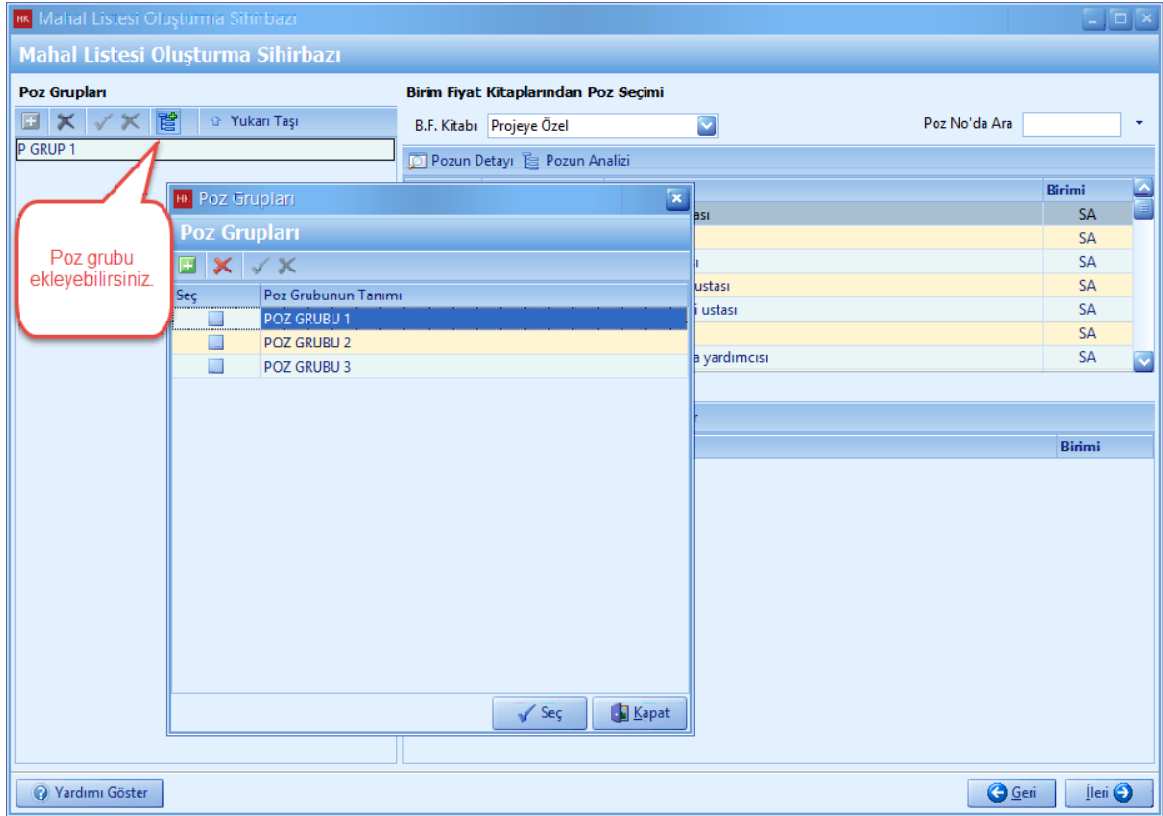 HK Mahal Listesi Oluşturma Sihirbazı
Mahal Listesi Oluşturma Sihirbazı
Poz Grupları
Yukarı Taşı
P GRUP 1
Poz grubu
ekleyebilirsiniz.
Birim Fiyat Kitaplarından Poz Seçimi
B.F. Kitabı Projeye Özel
Poz No'da Ara
Pozun Detayı Pozun Analizi
Birimi
SA
SA
SA
ustası SA
ustası SA
SA
yardımcısı SA
Birimi
HK Poz Grupları
Poz Grupları
Seç Poz Grubunun Tanımı
POZ GRUBU 1
POZ GRUBU 2
POZ GRUBU 3
Seç Kapat
Yardımı Göster
Geri İleri